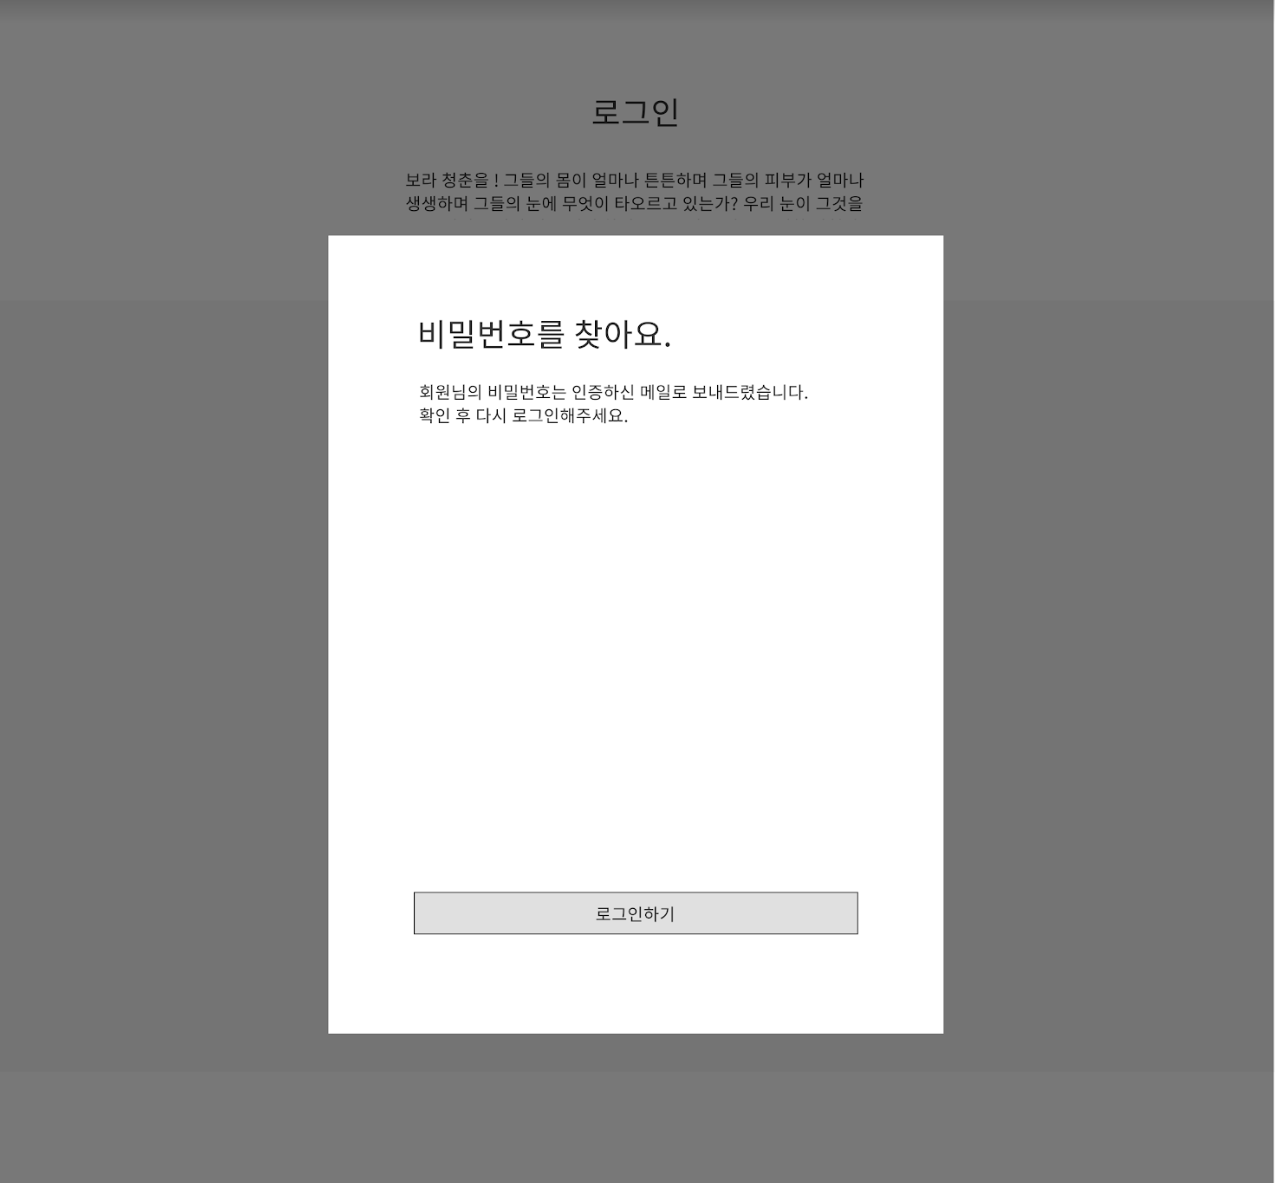 로그인
보라 청춘을 ! 그들의 몸이 얼마나 튼튼하며 그들의 피부가 얼마나
생생하며 그들의 눈에 무엇이 타오르고 있는가? 우리 눈이 그것을
비밀번호를 찾아요.
회원님의 비밀번호는 인증하신 메일로 보내드렸습니다.
확인 후 다시 로그인해주세요.
로그인하기